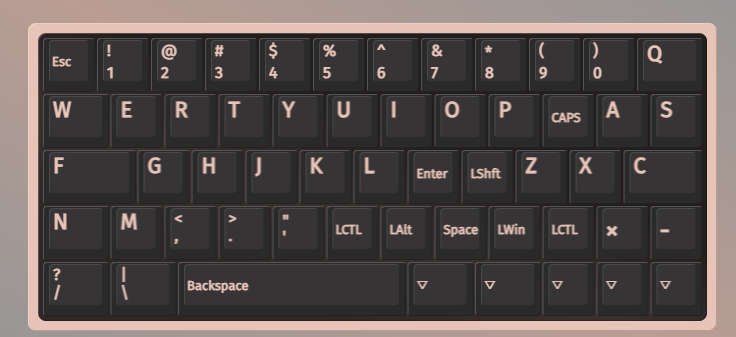 Esc ! 1 @ 2 # 3 $ 4 % 5 ^ 6 & 7 * 8 ( 9 ) 0 Q
W E R T Y U I O P CAPS A S
F G H J K L Enter LShft Z X C
N M < , > . " ' LCTL LAlt Space LWin LCTL × −
? / | \ Backspace ▽ ▽ ▽ ▽ ▽